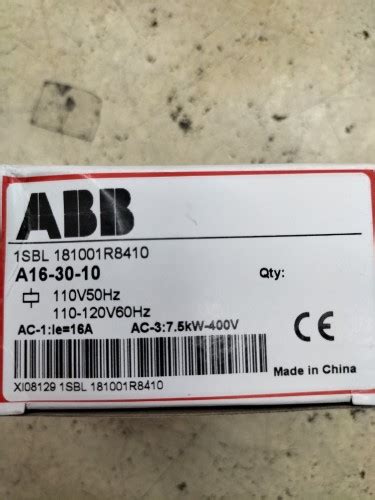 ABB
1SBL 181001R8410
A16-30-10
Qty:
110V50Hz
110-120V60Hz
AC-1:Ie=16A AC-3:7.5kW-400V
CE
Made in China
XI08129 1SBL 181001R8410